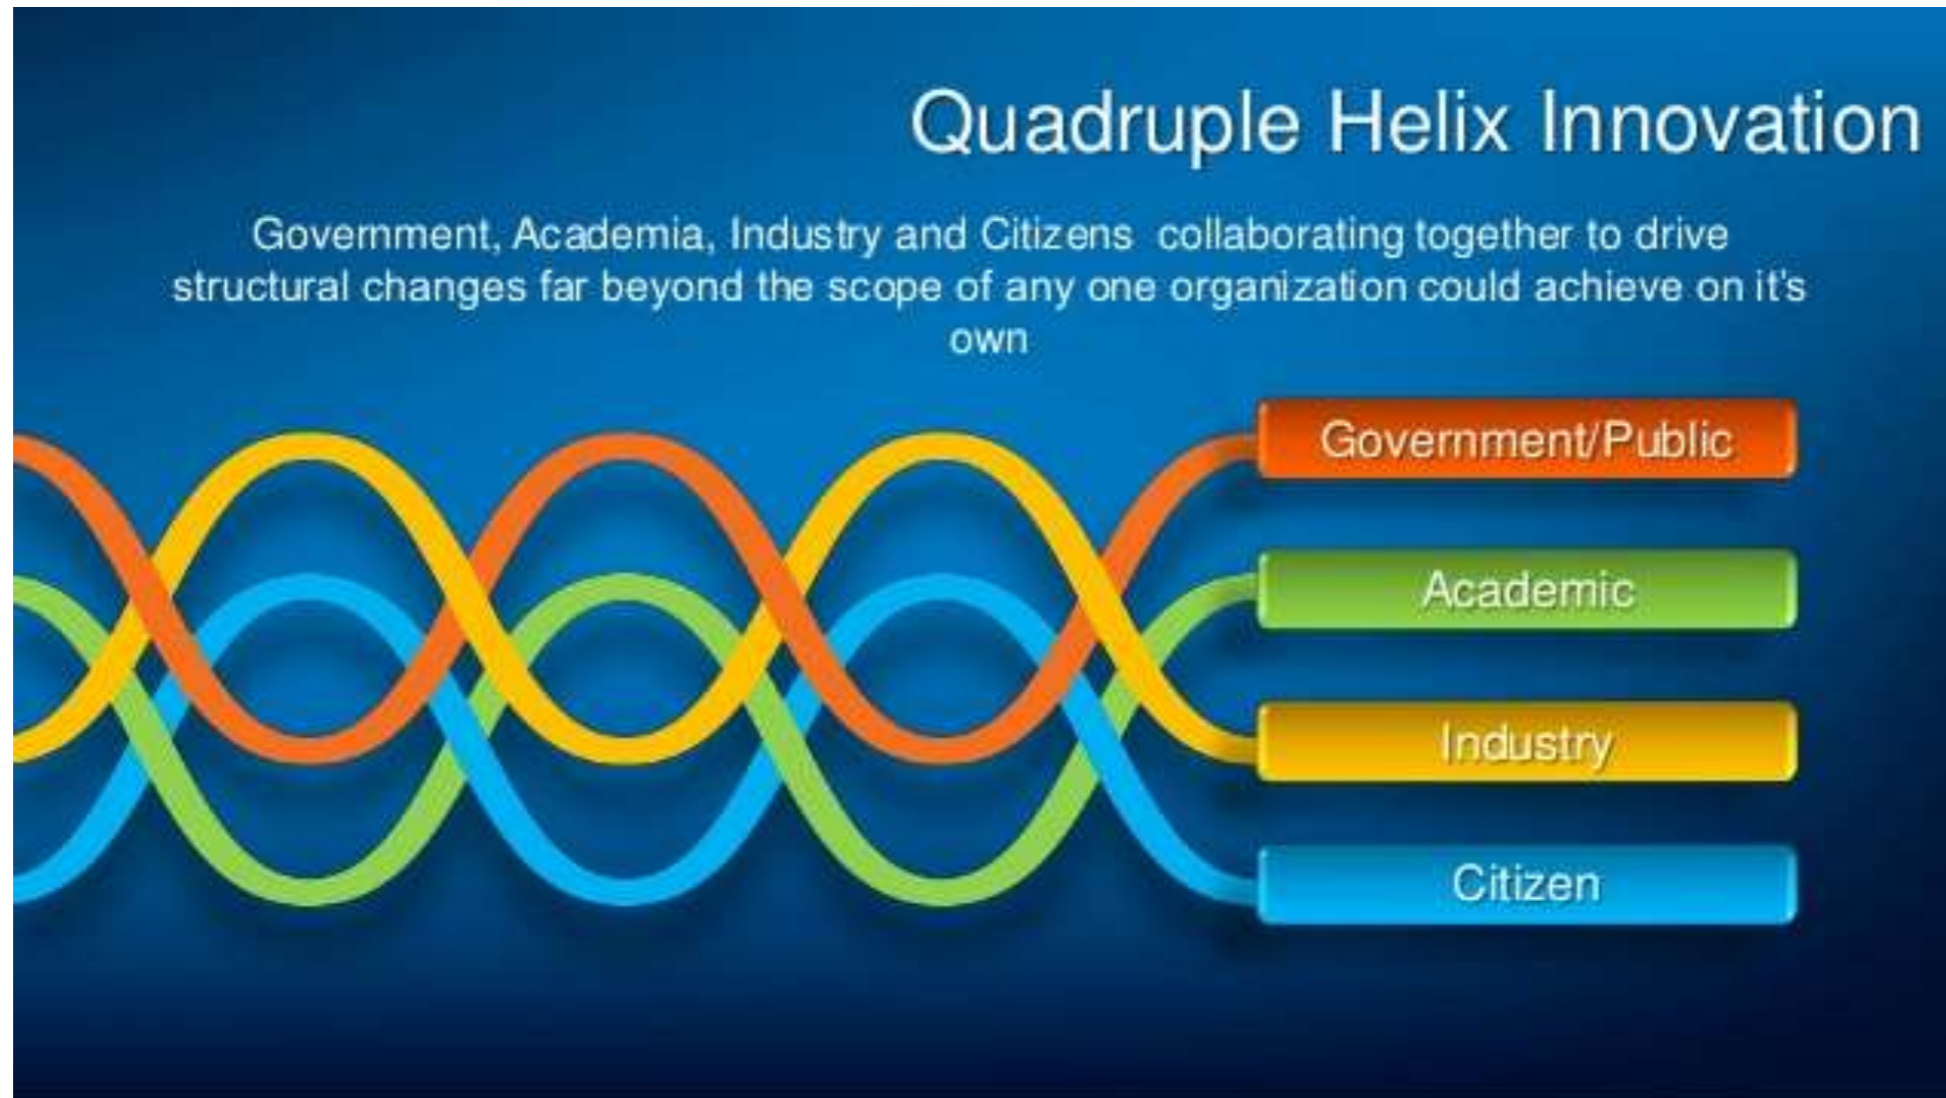 Quadruple Helix Innovation
Government, Academia, Industry and Citizens collaborating together to drive
structural changes far beyond the scope of any one organization could achieve on it's
own
Government/Public
Academic
Industry
Citizen